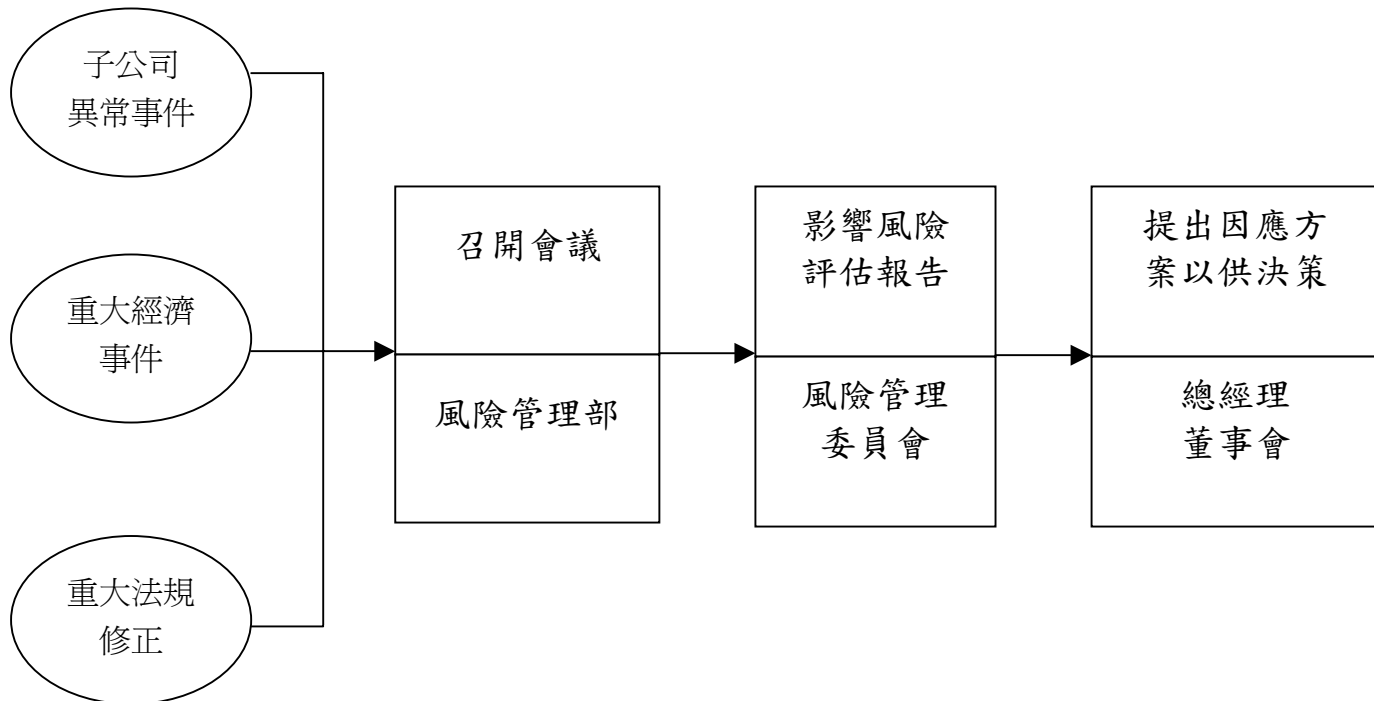 子公司
異常事件
重大經濟
事件
重大法規
修正
召開會議
風險管理部
影響風險
評估報告
風險管理
委員會
提出因應方
案以供決策
總經理
董事會